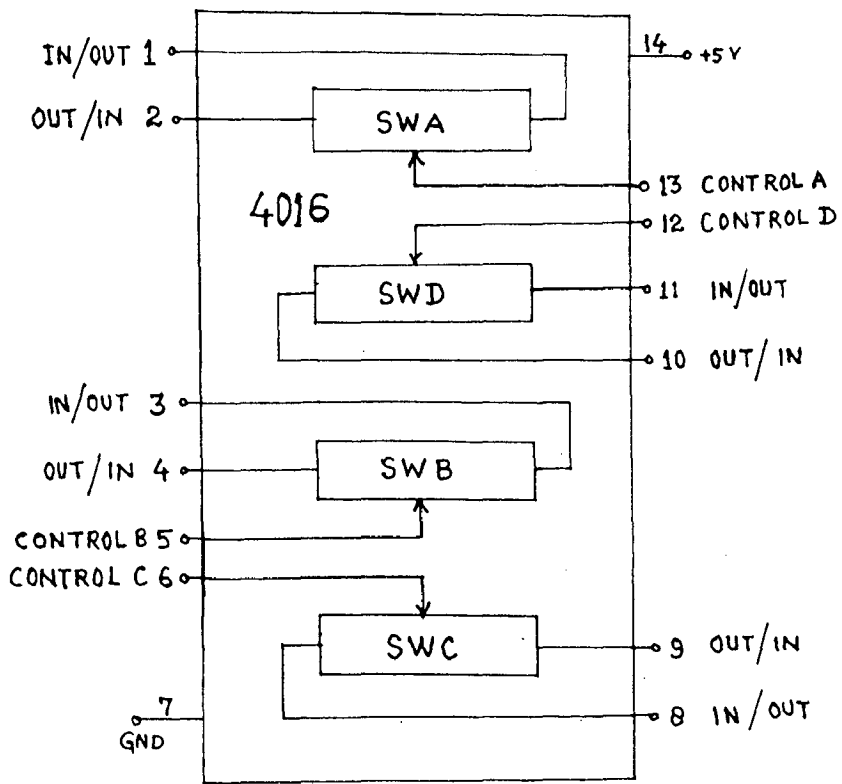 IN/OUT 1
14 +5V
OUT/IN 2
SWA
13 CONTROL A
4016
12 CONTROL D
SWD
11 IN/OUT
10 OUT/IN
IN/OUT 3
OUT/IN 4
SWB
CONTROL B 5
CONTROL C 6
SWC
9 OUT/IN
7
GND
8 IN/OUT